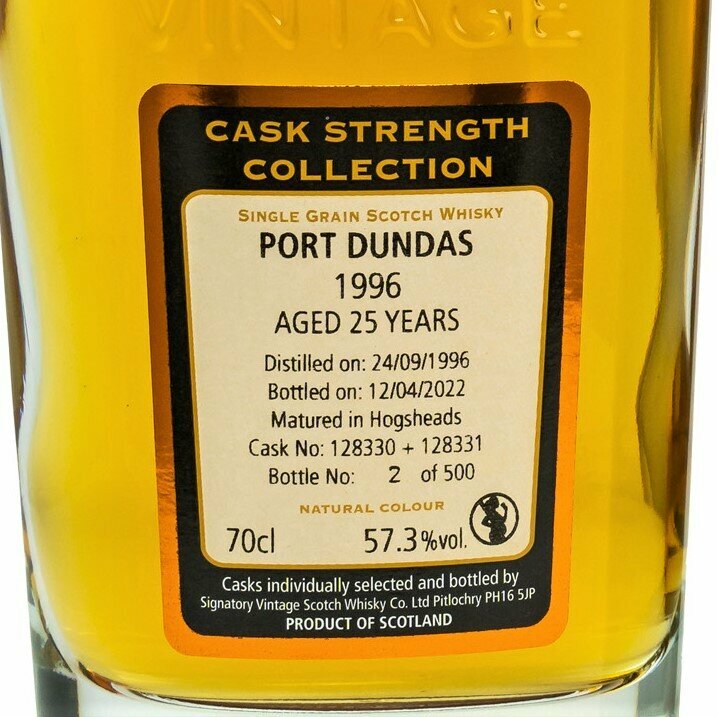 VINTAGE
CASK STRENGTH
COLLECTION
SINGLE GRAIN SCOTCH WHISKY
PORT DUNDAS
1996
AGED 25 YEARS
Distilled on: 24/09/1996
Bottled on: 12/04/2022
Matured in Hogsheads
Cask No: 128330 + 128331
Bottle No: 2 of 500
NATURAL COLOUR
70cl 57.3%vol.
Casks individually selected and bottled by
Signatory Vintage Scotch Whisky Co. Ltd Pitlochry PH16 5JP
PRODUCT OF SCOTLAND